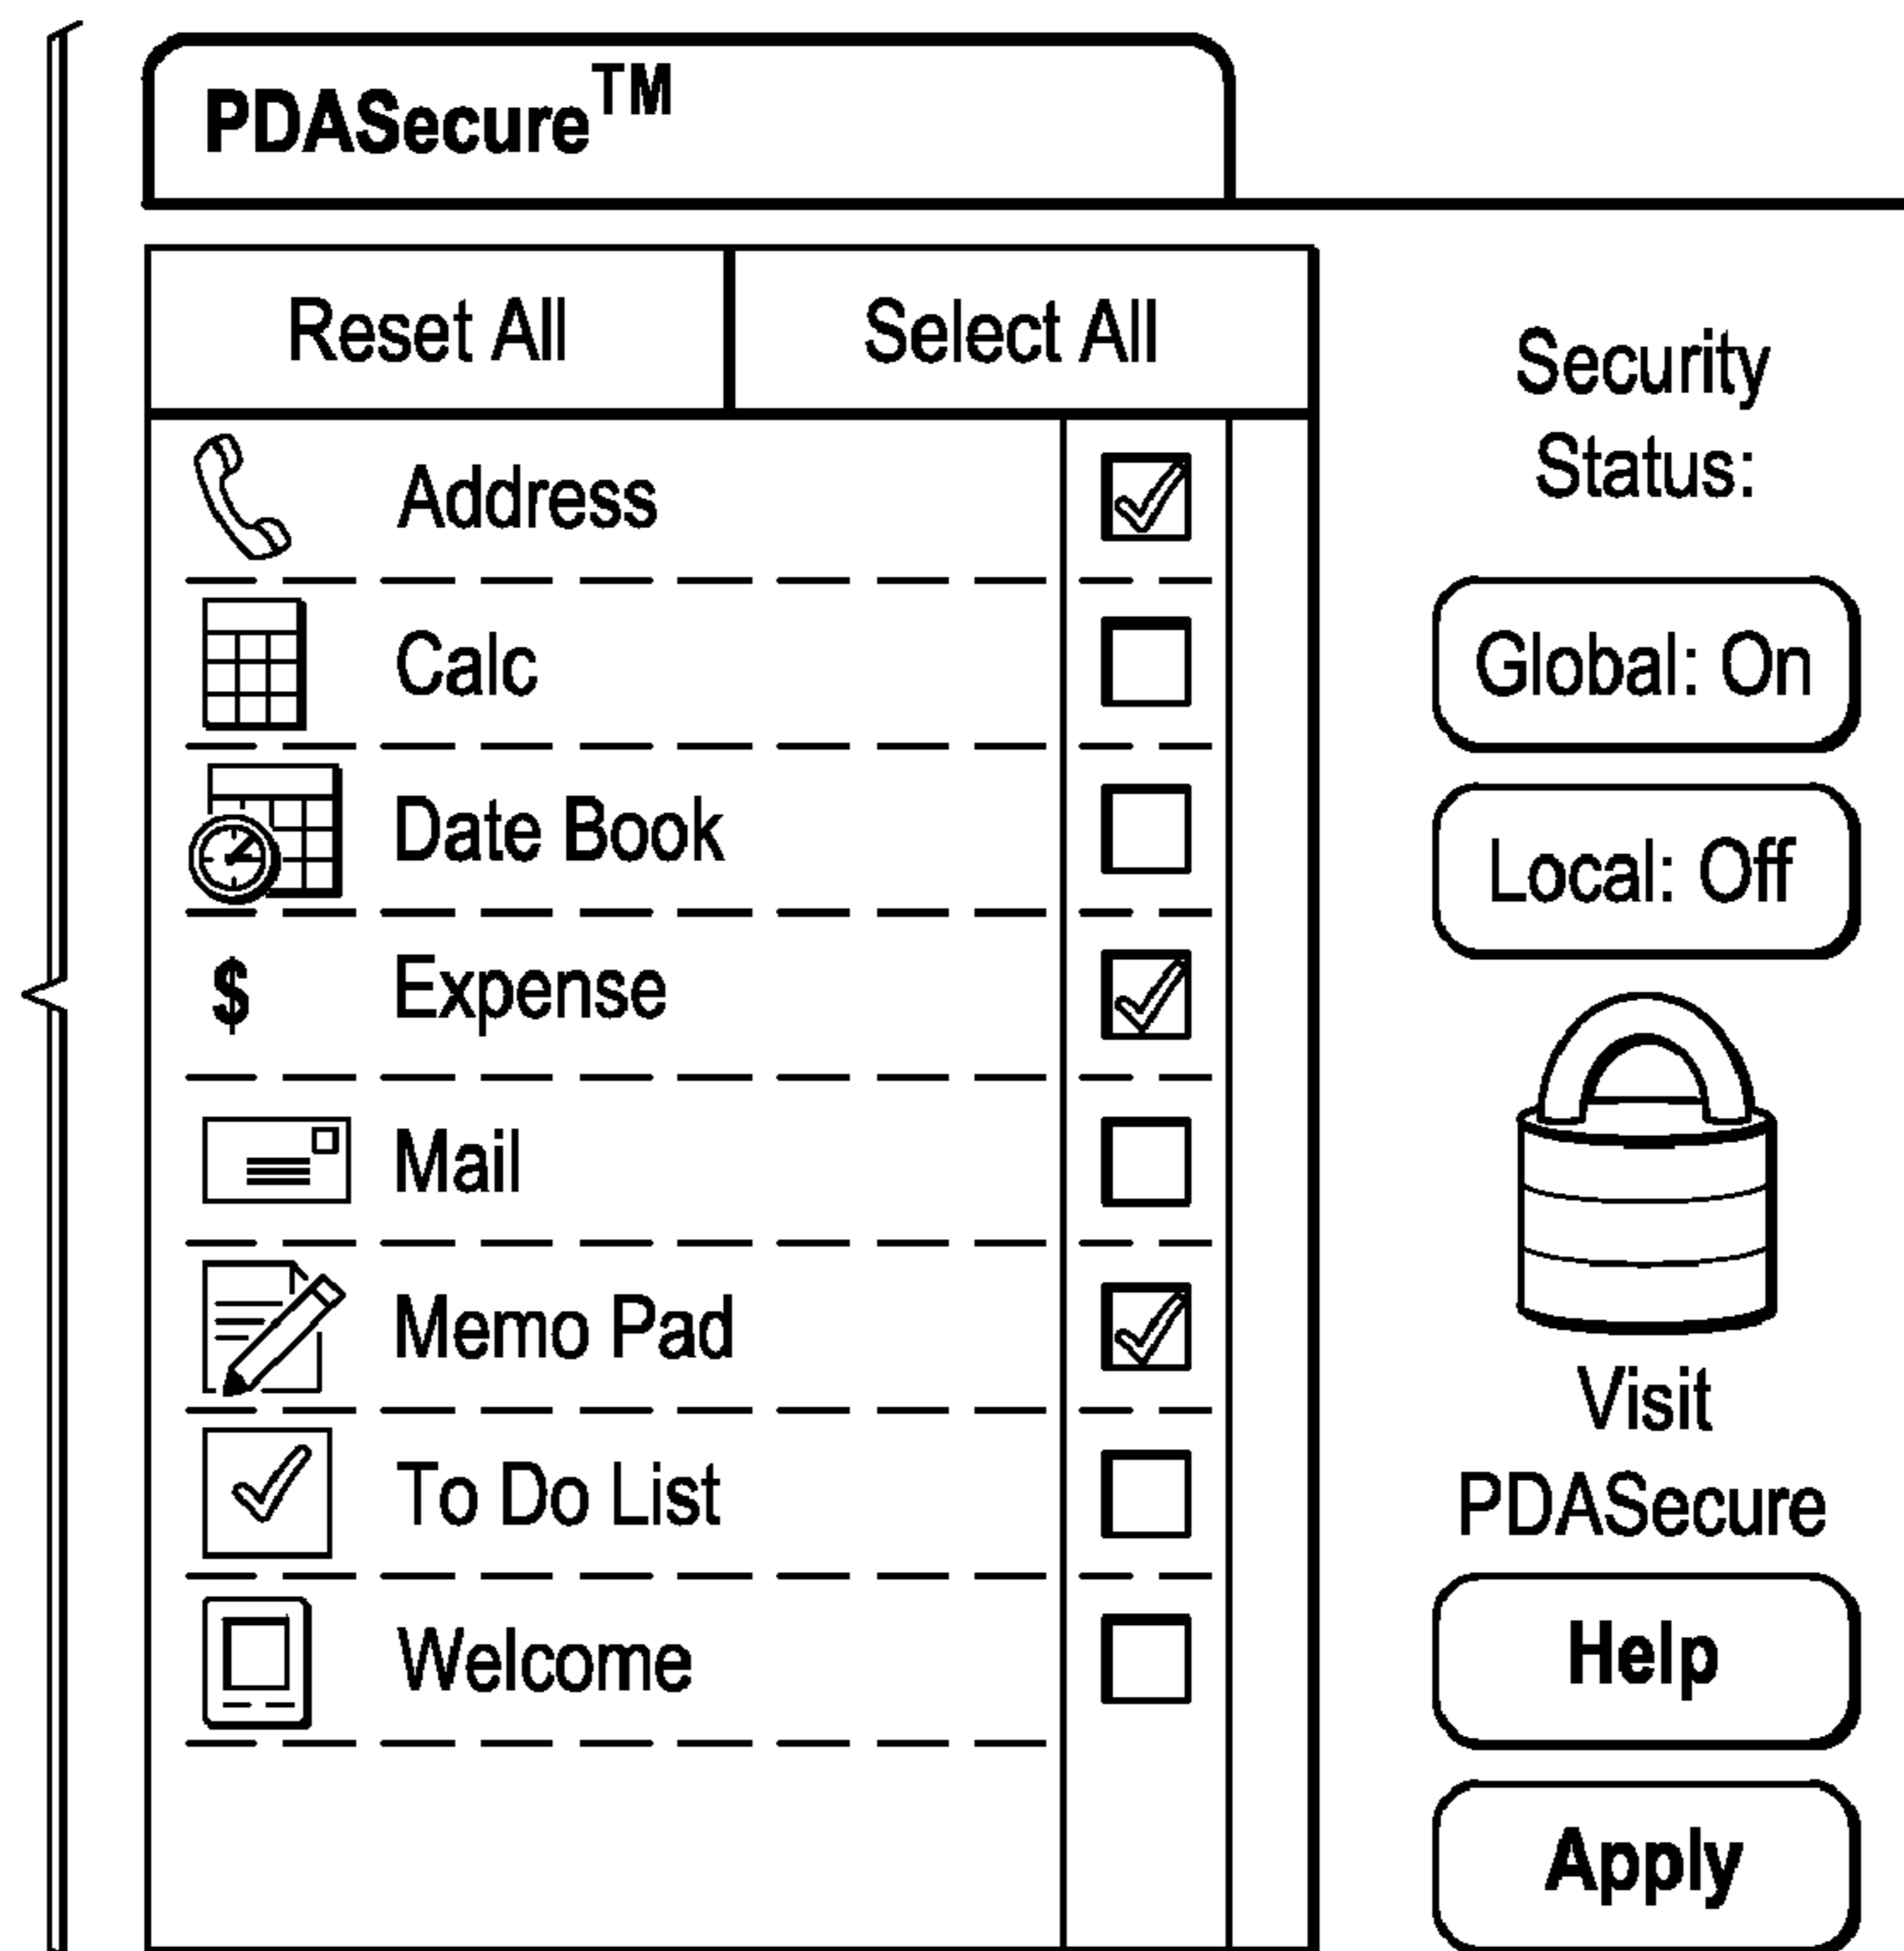 PDASecure™
Reset All
Select All
Address
Calc
Date Book
$ Expense
Mail
Memo Pad
To Do List
Welcome
Security
Status:
Global: On
Local: Off
Visit
PDASecure
Help
Apply